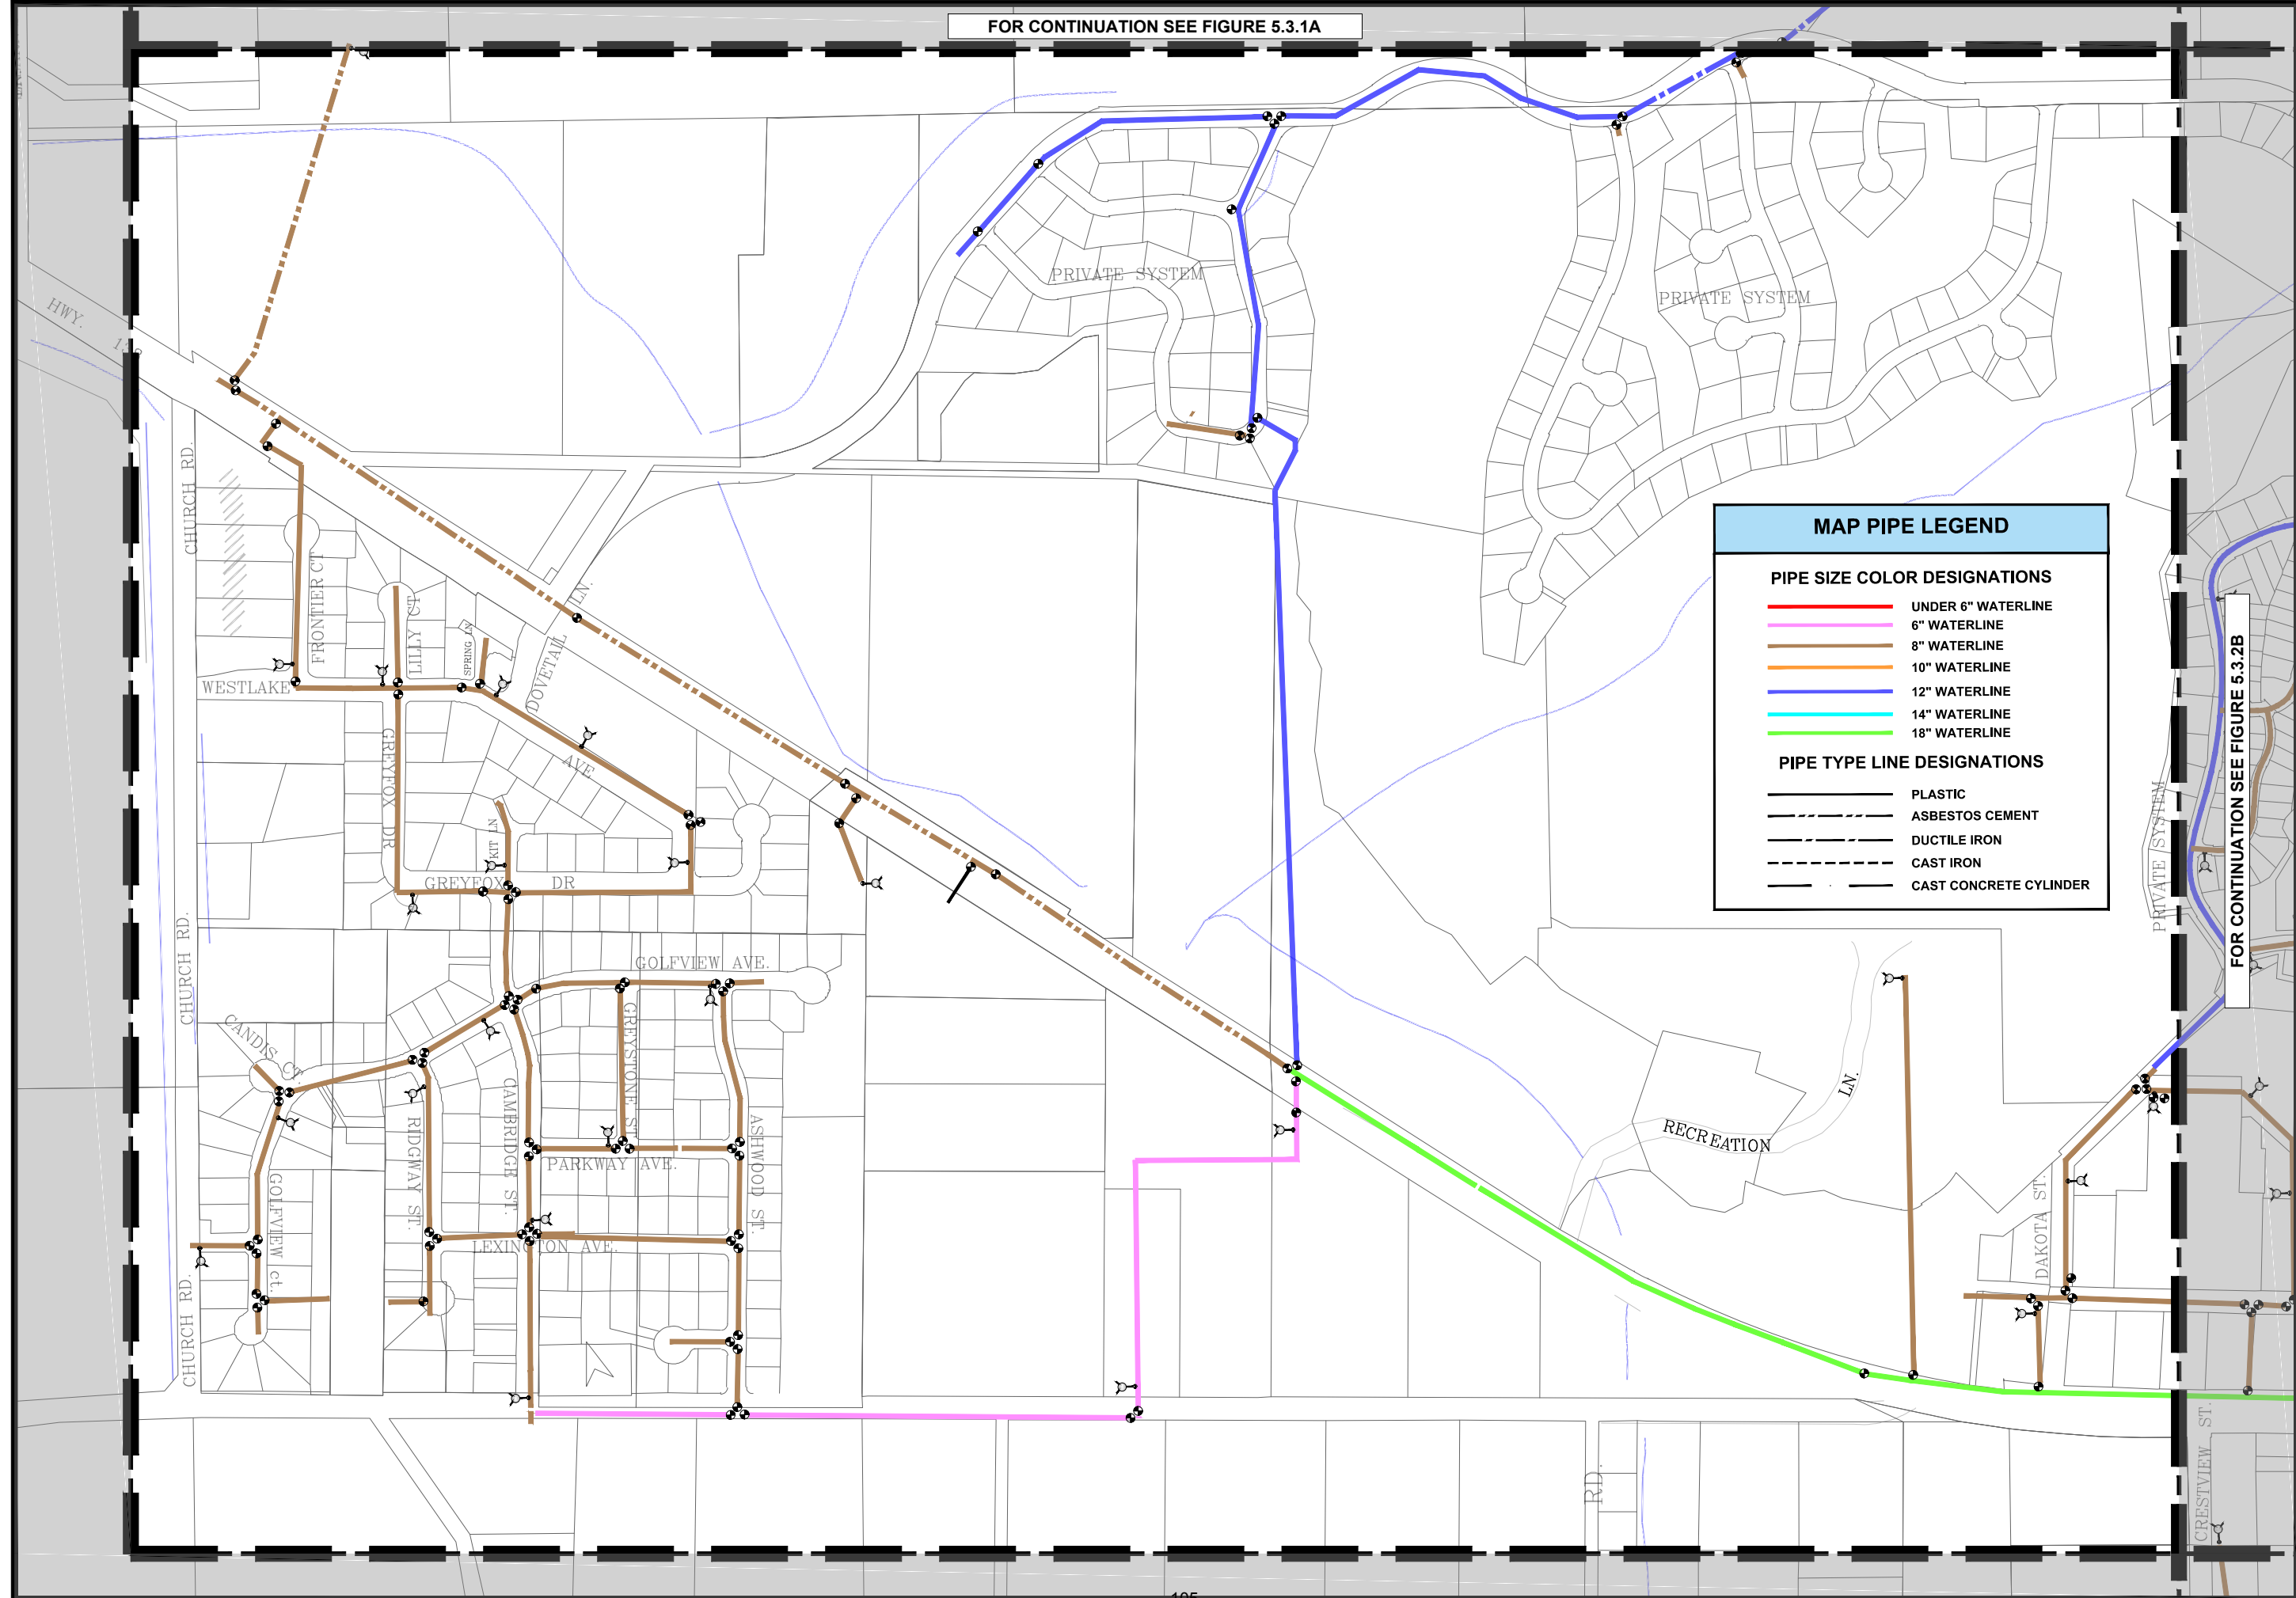 FOR CONTINUATION SEE FIGURE 5.3.1A
HWY.
PRIVATE SYSTEM
PRIVATE SYSTEM
CHURCH RD.
FRONTIER CT
LILLY CT
SPRING LN
DOVETAIL
LN.
WESTLAKE
AVE
GREYFOX DR
KIT LN
GREYFOX DR
MAP PIPE LEGEND
PIPE SIZE COLOR DESIGNATIONS
UNDER 6" WATERLINE
6" WATERLINE
8" WATERLINE
10" WATERLINE
12" WATERLINE
14" WATERLINE
18" WATERLINE
PIPE TYPE LINE DESIGNATIONS
PLASTIC
ASBESTOS CEMENT
DUCTILE IRON
CAST IRON
CAST CONCRETE CYLINDER
FOR CONTINUATION SEE FIGURE 5.3.2B
PRIVATE SYSTEM
CHURCH RD.
GOLFVIEW AVE.
CANDIS CT.
GREYSTONE ST.
RIDGWAY ST.
CAMBRIDGE ST.
ASHWOOD ST.
PARKWAY AVE.
GOLFVIEW ct.
LEXINGTON AVE.
CHURCH RD.
RECREATION
LN.
DAKOTA ST.
RD.
CRESTVIEW ST.